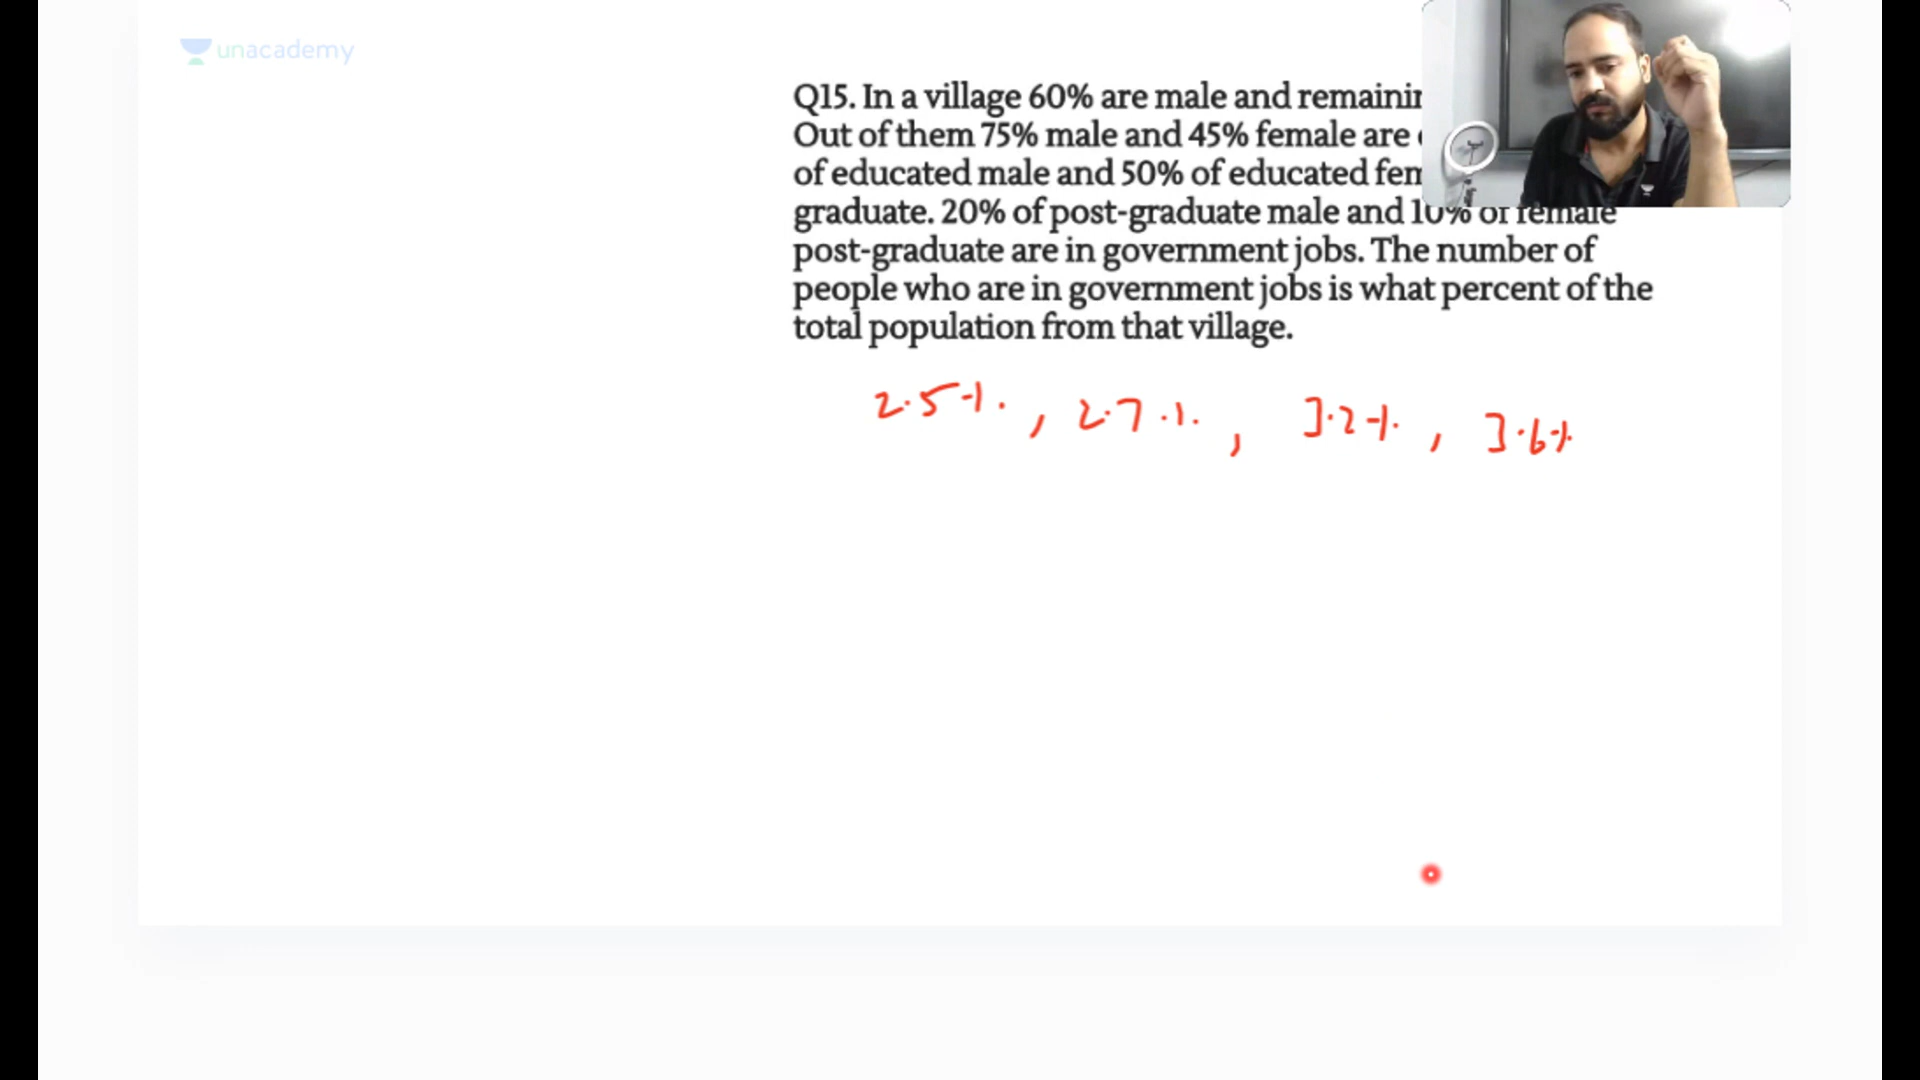 unacademy
Q15. In a village 60% are male and
Out of them 75% male and 45% female are
of educated male and 50% of educated
graduate. 20% of post-graduate male and 10% of female
post-graduate are in government jobs. The number of
people who are in government jobs is what percent of the
total population from that village.
2.5%, 2.7%, 3.2%, 3.6%